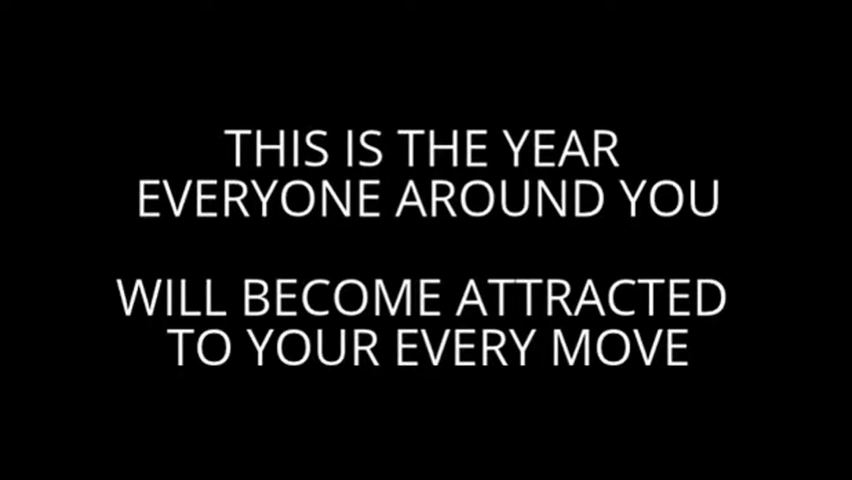 THIS IS THE YEAR
EVERYONE AROUND YOU
WILL BECOME ATTRACTED
TO YOUR EVERY MOVE